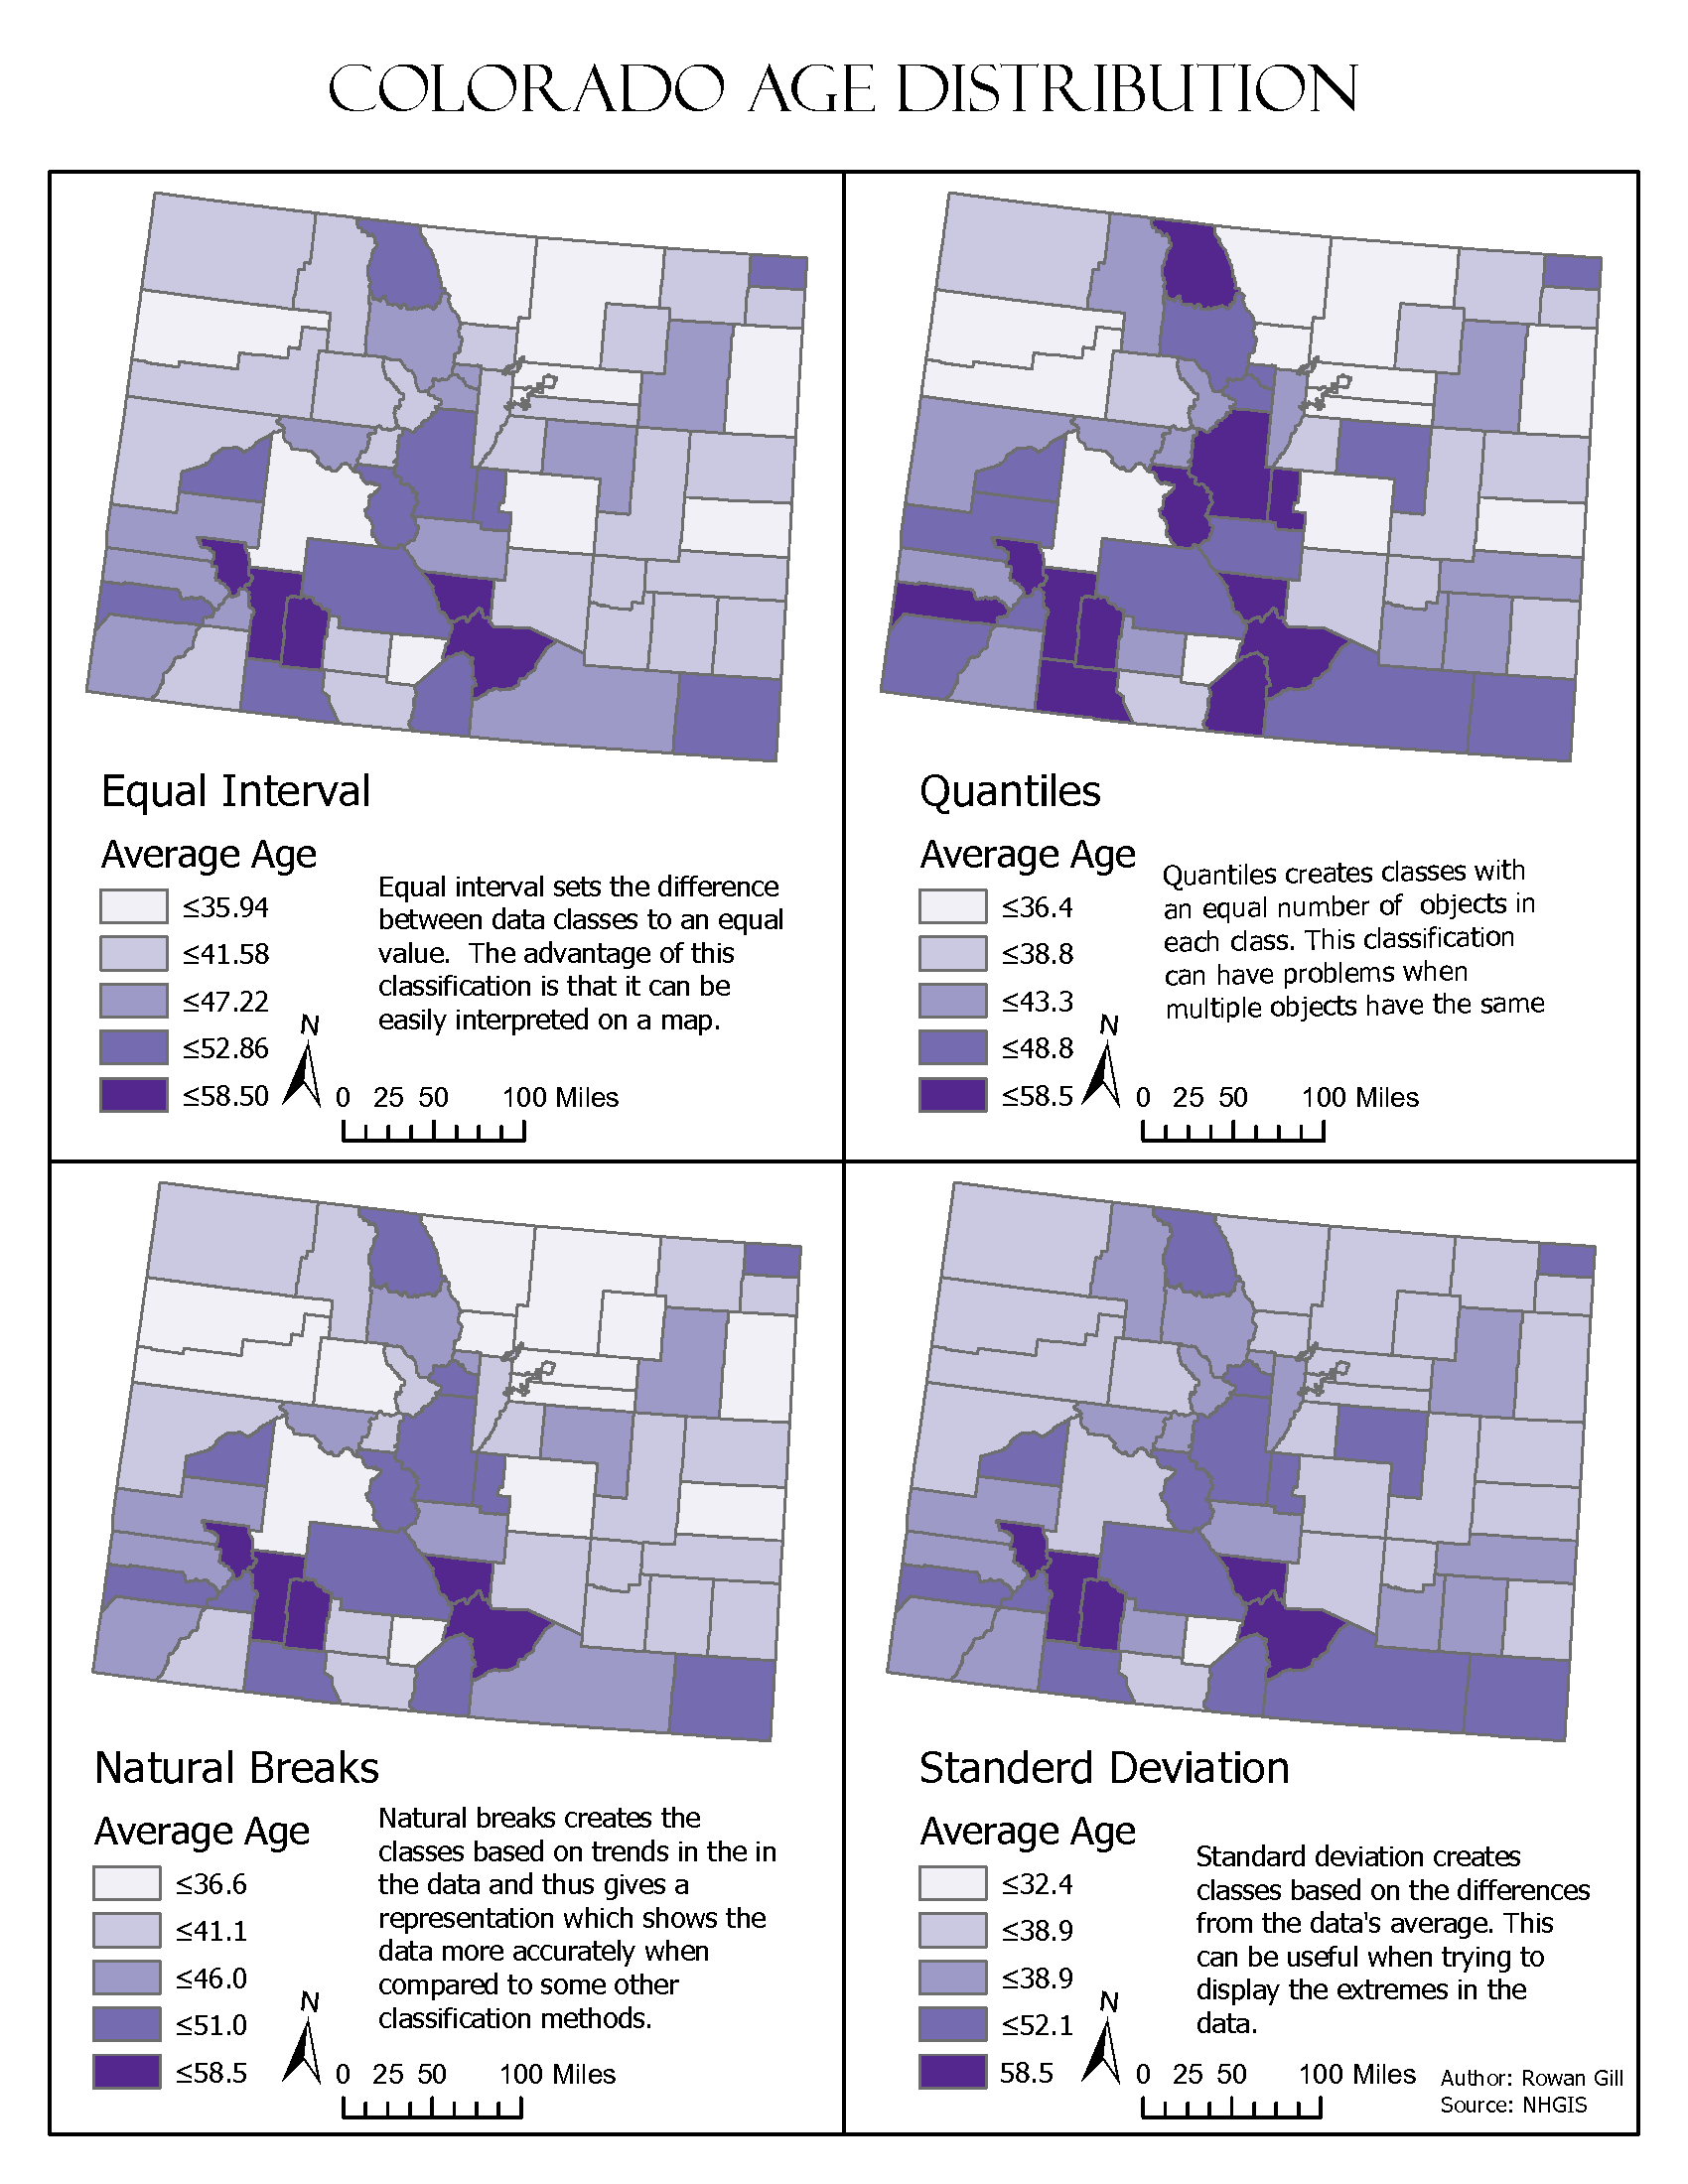 COLORADO AGE DISTRIBUTION
Equal Interval
Average Age
≤35.94
≤41.58
≤47.22
≤52.86
≤58.50
Equal interval sets the difference
between data classes to an equal
value.  The advantage of this
classification is that it can be
easily interpreted on a map.
N
0 25 50 100 Miles
Quantiles
Average Age
≤36.4
≤38.8
≤43.3
≤48.8
≤58.5
Quantiles creates classes with
an equal number of  objects in
each class. This classification
can have problems when
multiple objects have the same
N
0 25 50 100 Miles
Natural Breaks
Average Age
≤36.6
≤41.1
≤46.0
≤51.0
≤58.5
Natural breaks creates the
classes based on trends in the in
the data and thus gives a
representation which shows the
data more accurately when
compared to some other
classification methods.
N
0 25 50 100 Miles
Standerd Deviation
Average Age
≤32.4
≤38.9
≤38.9
≤52.1
58.5
Standard deviation creates
classes based on the differences
from the data's average. This
can be useful when trying to
display the extremes in the
data.
N
0 25 50 100 Miles
Author: Rowan Gill
Source: NHGIS